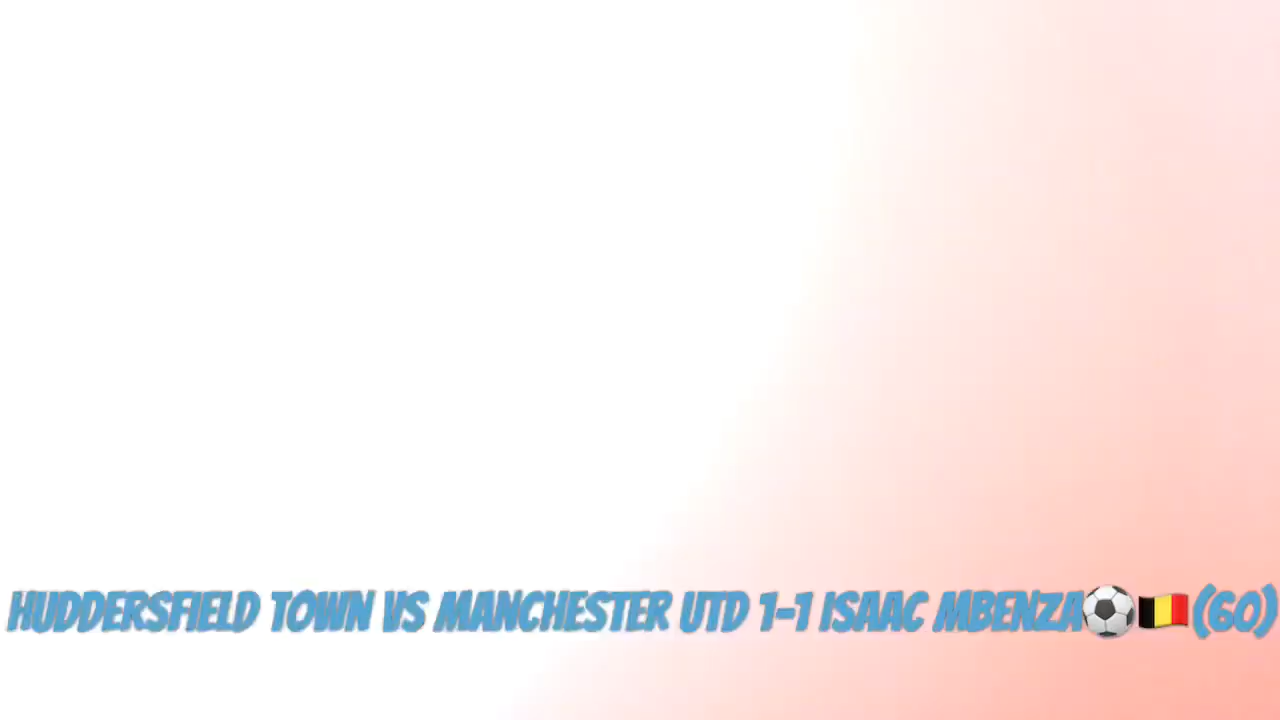 HUDDERSFIELD TOWN VS MANCHESTER UTD 1-1 ISAAC MBENZA⚽🇧🇪(60)